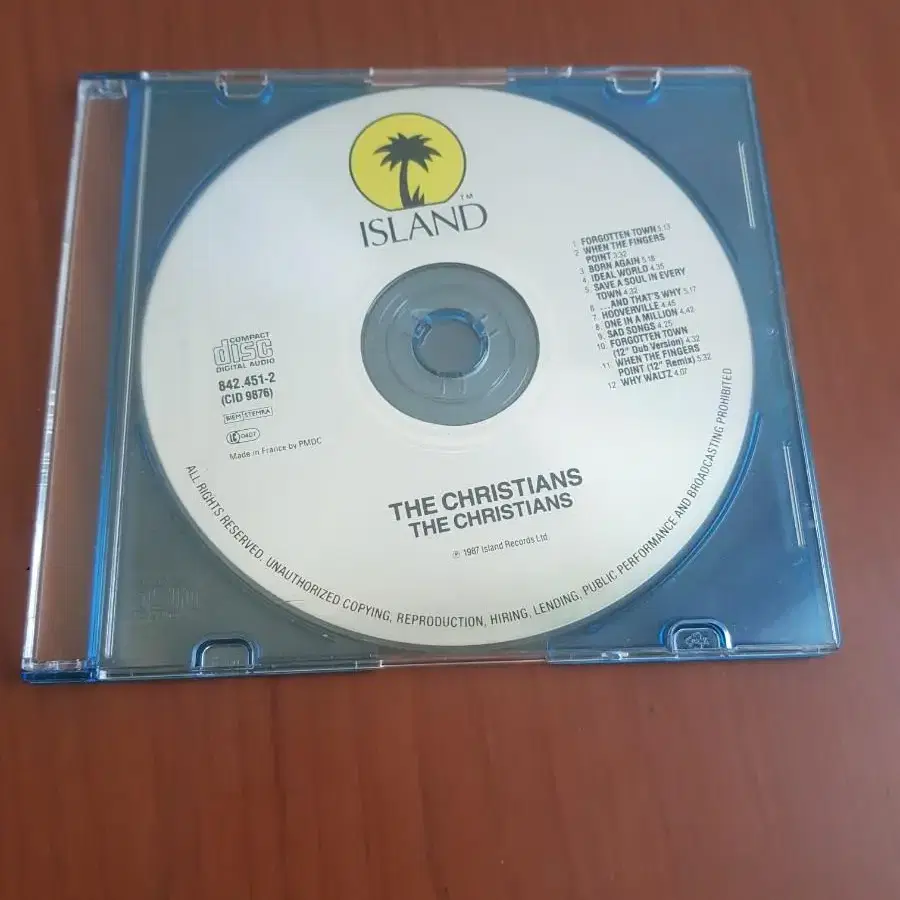 ISLAND™
1. FORGOTTEN TOWN 5.13
2. WHEN THE FINGERS
POINT 3:32
3. BORN AGAIN 5.18
4. IDEAL WORLD 4.35
5. SAVE A SOUL IN EVERY
TOWN 4.32
6. ...AND THAT'S WHY 5.17
7. HOOVERVILLE 4.45
8. ONE IN A MILLION 4.42
9. SAD SONGS 4.25
10. FORGOTTEN TOWN
(12" Dub Version) 4.32
11. WHEN THE FINGERS
POINT (12" Remix) 5:32
12. WHY WALTZ 4.07
COMPACT
disc
DIGITAL AUDIO
842.451-2
(CID 9876)
BIEM STEMRA
LC 0407
Made in France by PMDC
THE CHRISTIANS
THE CHRISTIANS
℗ 1987 Island Records Ltd.
ALL RIGHTS RESERVED. UNAUTHORIZED COPYING, REPRODUCTION, HIRING, LENDING, PUBLIC PERFORMANCE AND BROADCASTING PROHIBITED